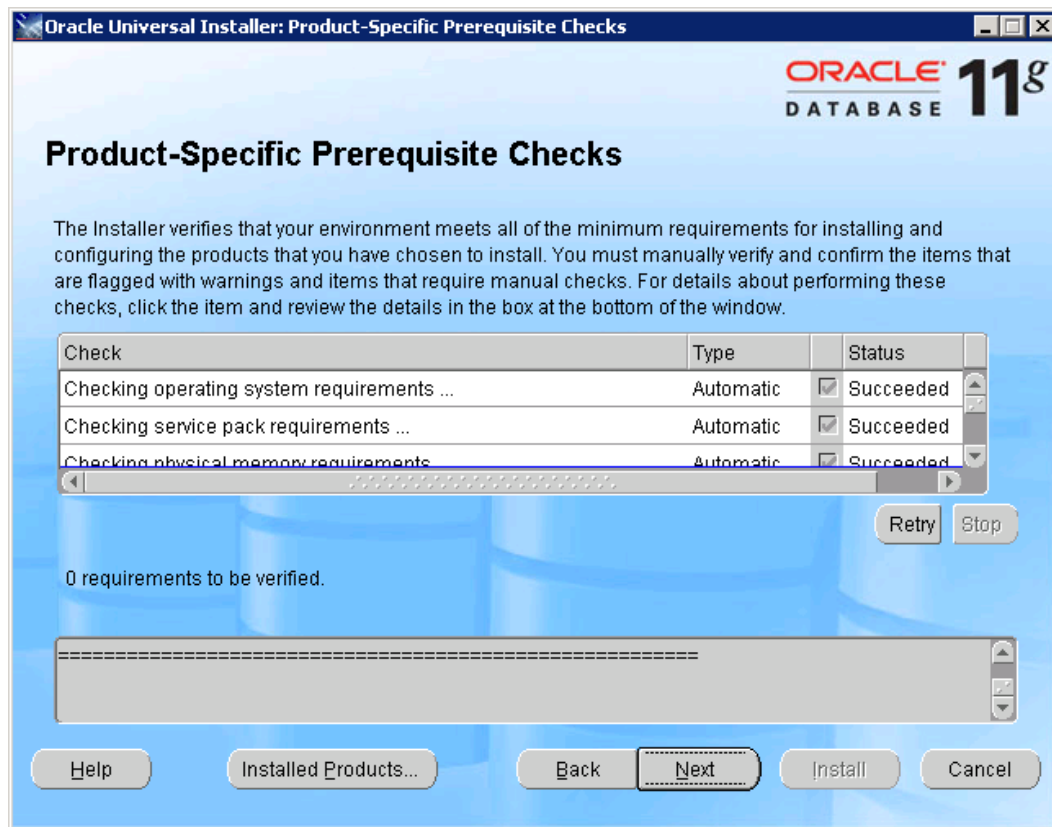 Oracle Universal Installer: Product-Specific Prerequisite Checks
ORACLE 11g
DATABASE
Product-Specific Prerequisite Checks
The Installer verifies that your environment meets all of the minimum requirements for installing and
configuring the products that you have chosen to install. You must manually verify and confirm the items that
are flagged with warnings and items that require manual checks. For details about performing these
checks, click the item and review the details in the box at the bottom of the window.
Check Type Status
Checking operating system requirements ... Automatic Succeeded
Checking service pack requirements ... Automatic Succeeded
Checking physical memory requirements Automatic Succeeded
Retry Stop
0 requirements to be verified.
========================================================
Help Installed Products... Back Next Install Cancel